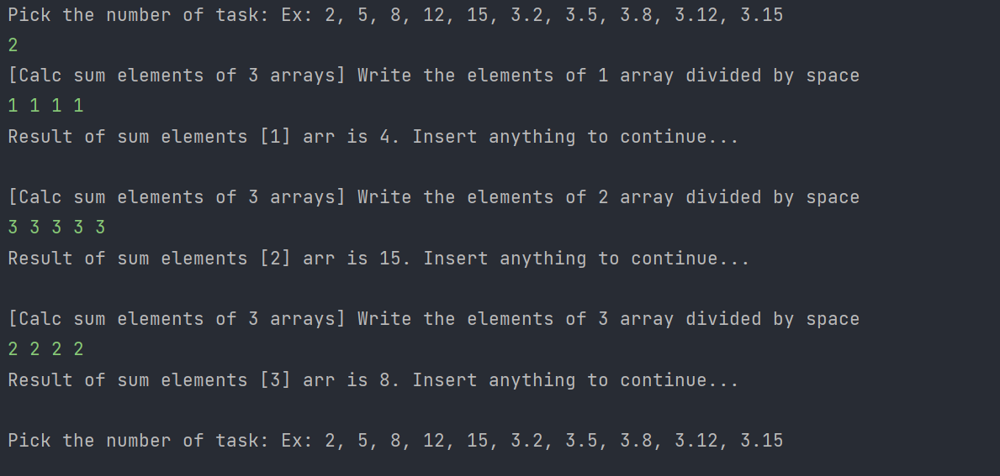 Pick the number of task: Ex: 2, 5, 8, 12, 15, 3.2, 3.5, 3.8, 3.12, 3.15
2
[Calc sum elements of 3 arrays] Write the elements of 1 array divided by space
1 1 1 1
Result of sum elements [1] arr is 4. Insert anything to continue...
[Calc sum elements of 3 arrays] Write the elements of 2 array divided by space
3 3 3 3 3
Result of sum elements [2] arr is 15. Insert anything to continue...
[Calc sum elements of 3 arrays] Write the elements of 3 array divided by space
2 2 2 2
Result of sum elements [3] arr is 8. Insert anything to continue...
Pick the number of task: Ex: 2, 5, 8, 12, 15, 3.2, 3.5, 3.8, 3.12, 3.15